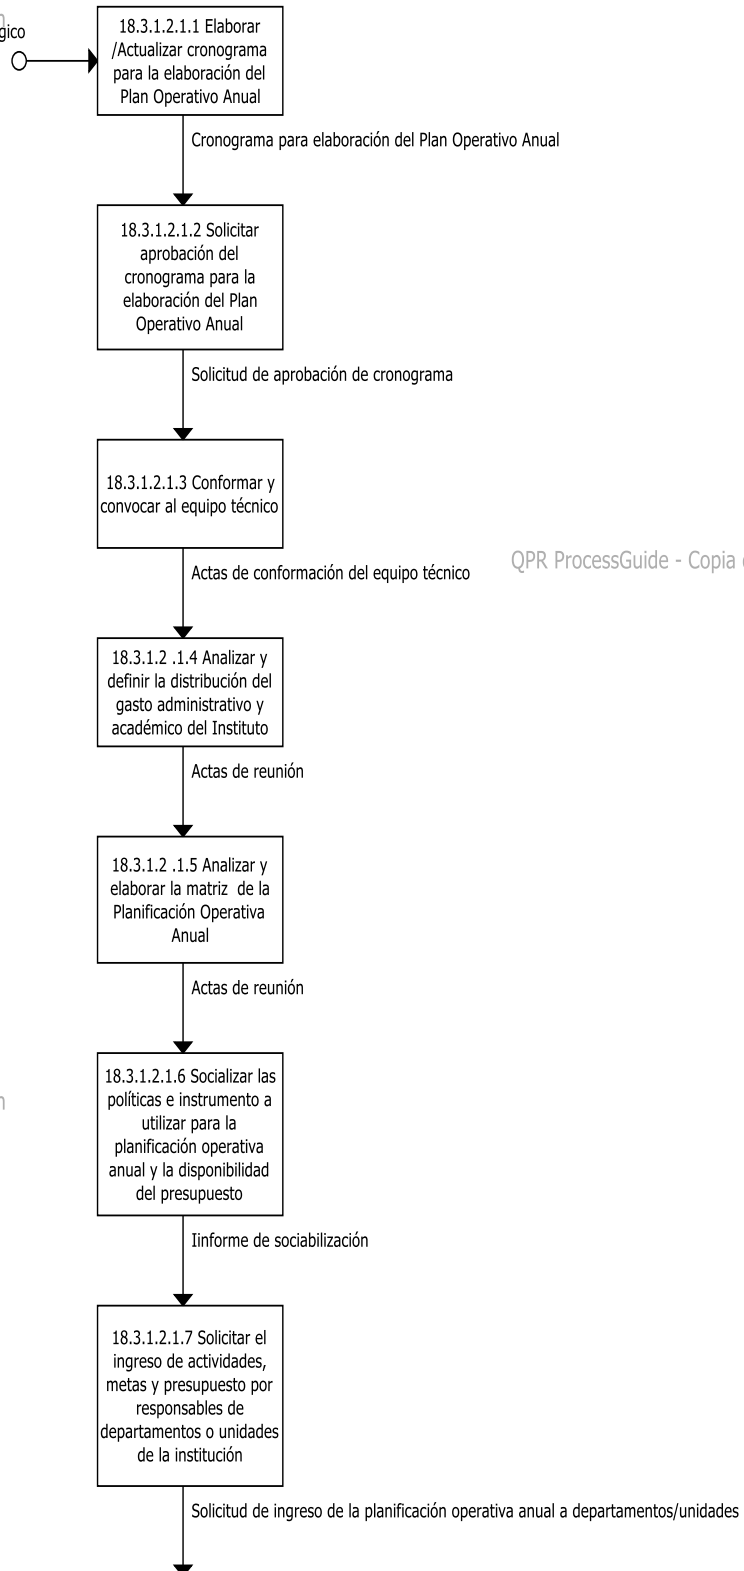 gico
18.3.1.2.1.1 Elaborar
/Actualizar cronograma
para la elaboración del
Plan Operativo Anual
Cronograma para elaboración del Plan Operativo Anual
18.3.1.2.1.2 Solicitar
aprobación del
cronograma para la
elaboración del Plan
Operativo Anual
Solicitud de aprobación de cronograma
18.3.1.2.1.3 Conformar y
convocar al equipo técnico
QPR ProcessGuide - Copia
Actas de conformación del equipo técnico
18.3.1.2 .1.4 Analizar y
definir la distribución del
gasto administrativo y
académico del Instituto
Actas de reunión
18.3.1.2 .1.5 Analizar y
elaborar la matriz  de la
Planificación Operativa
Anual
Actas de reunión
18.3.1.2.1.6 Socializar las
políticas e instrumento a
utilizar para la
planificación operativa
anual y la disponibilidad
del presupuesto
Iinforme de sociabilización
18.3.1.2.1.7 Solicitar el
ingreso de actividades,
metas y presupuesto por
responsables de
departamentos o unidades
de la institución
Solicitud de ingreso de la planificación operativa anual a departamentos/unidades